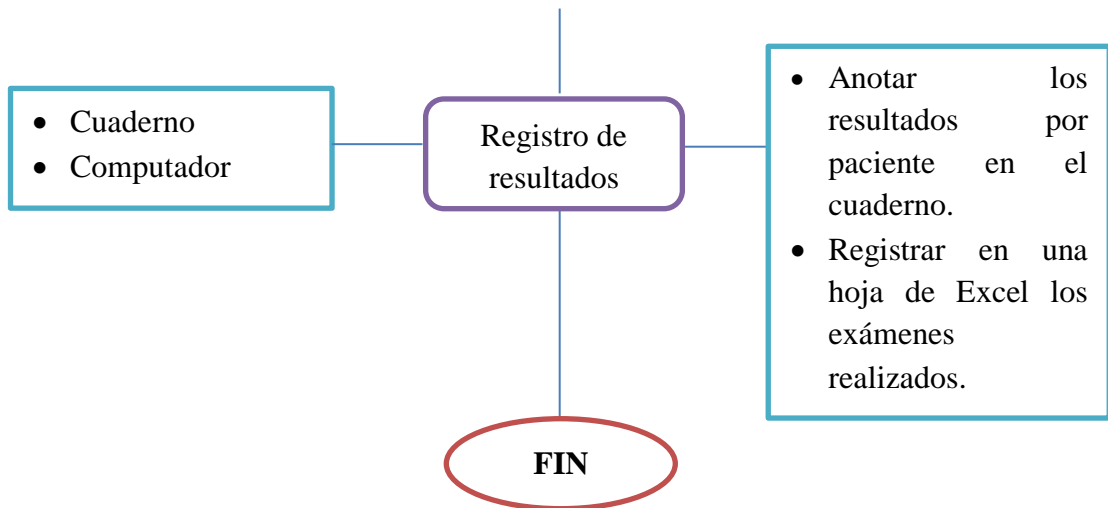 • Cuaderno
• Computador
Registro de
resultados
• Anotar los
resultados por
paciente en el
cuaderno.
• Registrar en una
hoja de Excel los
exámenes
realizados.
FIN